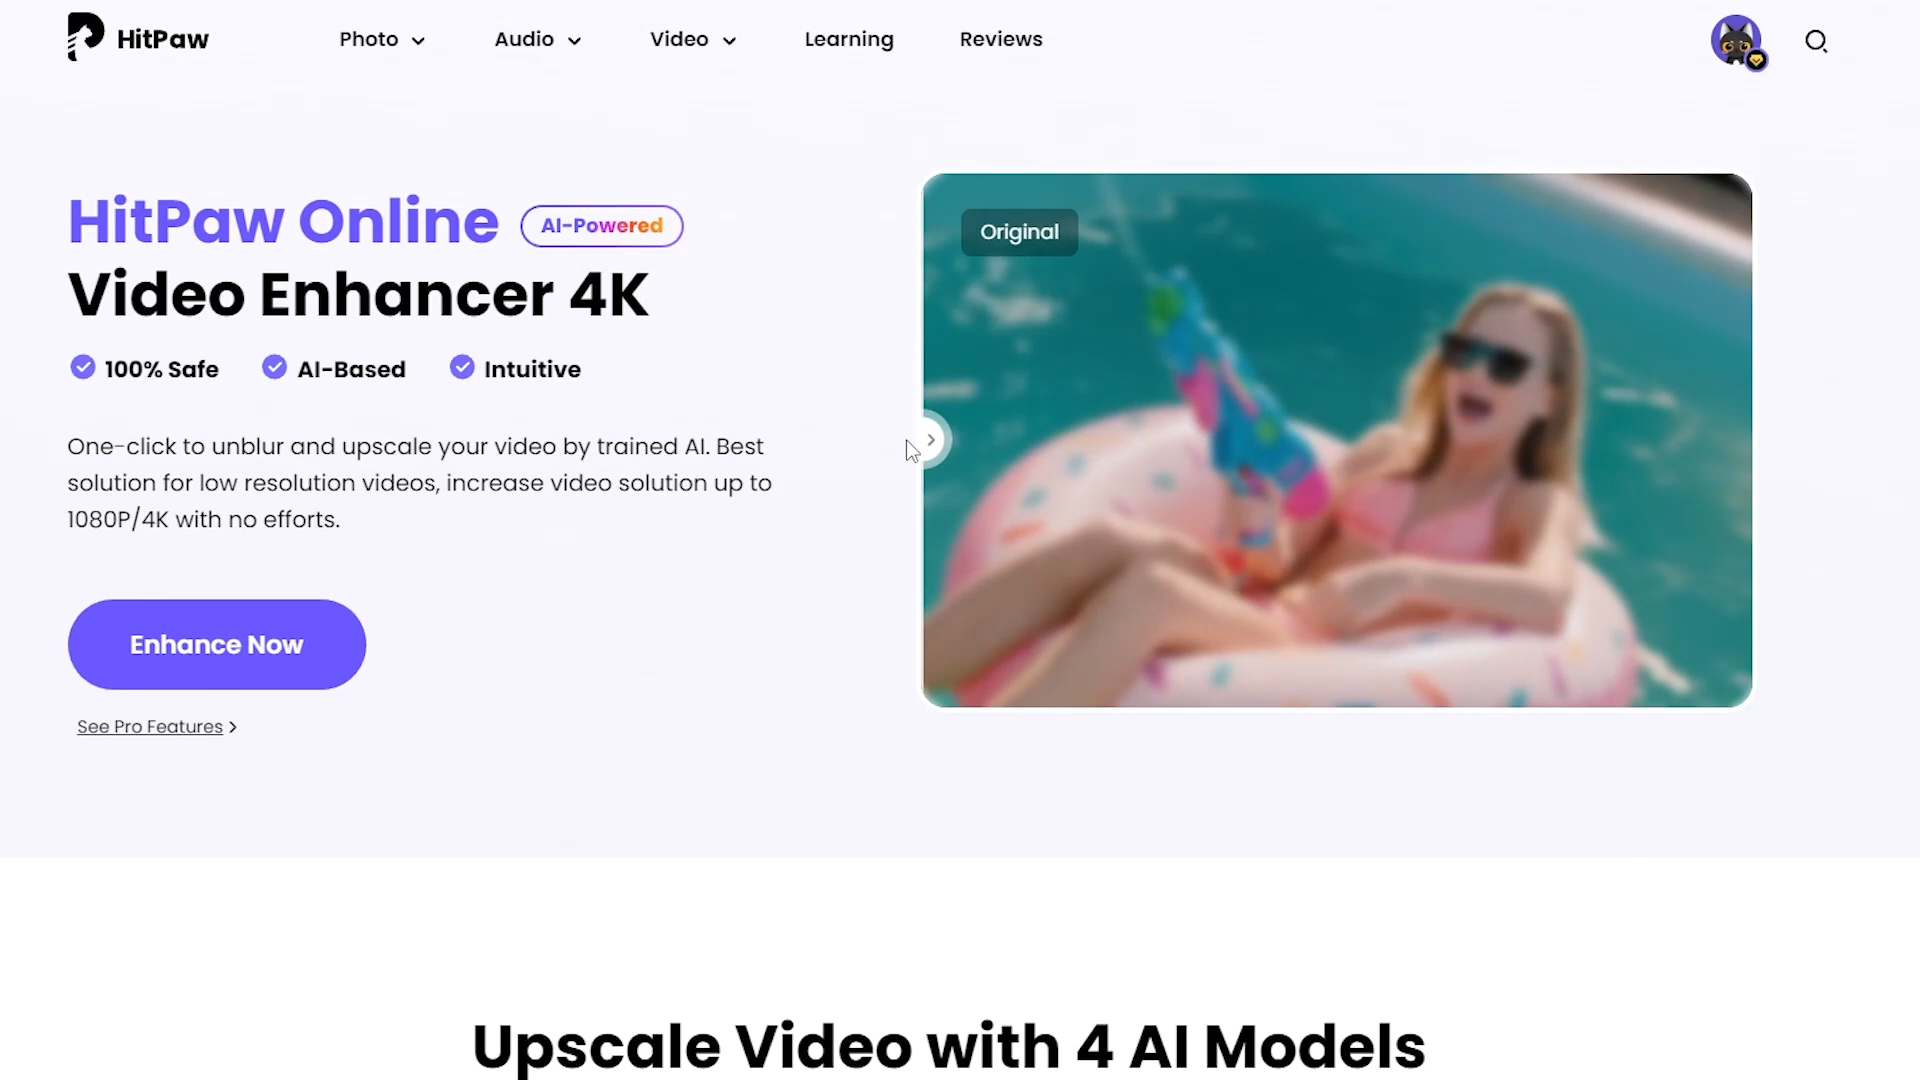 HitPaw
Photo
Audio
Video
Learning
Reviews
HitPaw Online
AI-Powered
Video Enhancer 4K
100% Safe
AI-Based
Intuitive
One-click to unblur and upscale your video by trained AI. Best
solution for low resolution videos, increase video solution up to
1080P/4K with no efforts.
Enhance Now
See Pro Features
Original
Upscale Video with 4 AI Models